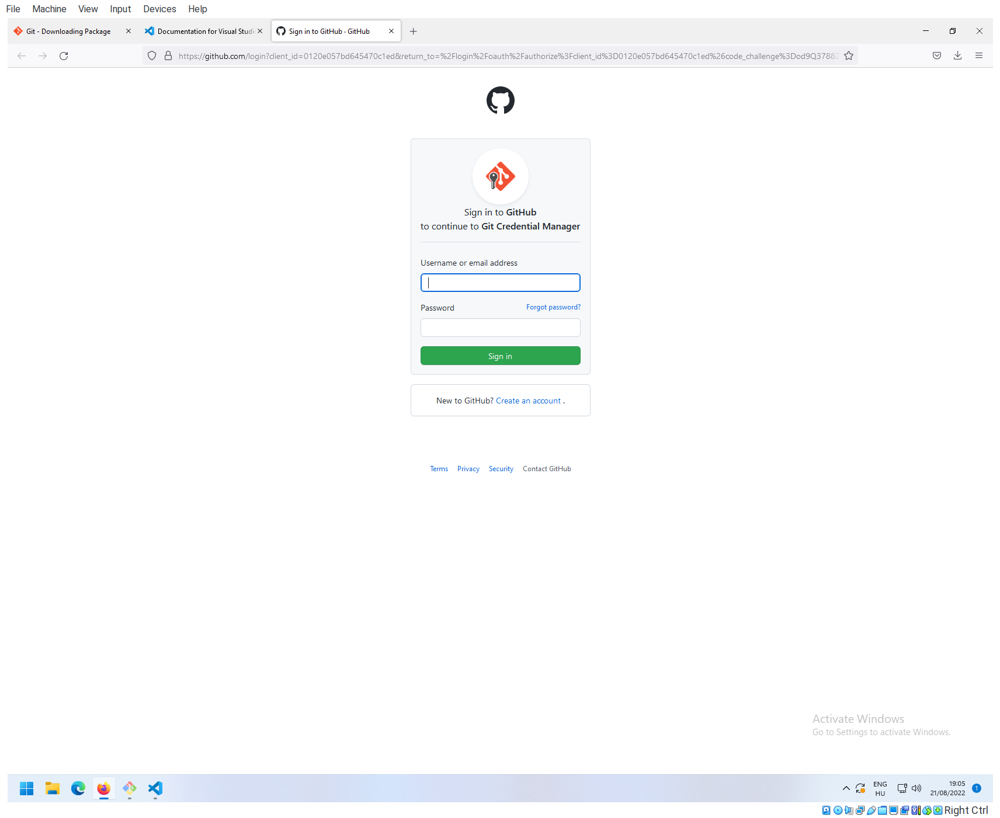 File Machine View Input Devices Help
Git - Downloading Package
Documentation for Visual Studi
Sign in to GitHub · GitHub
https://github.com/login?client_id=0120e057bd645470c1ed&return_to=%2Flogin%2Foauth%2Fauthorize%3Fclient_id%3D0120e057bd645470c1ed%26code_challenge%3Dod9Q37882
Sign in to GitHub
to continue to Git Credential Manager
Username or email address
Password Forgot password?
Sign in
New to GitHub? Create an account .
Terms Privacy Security Contact GitHub
Activate Windows
Go to Settings to activate Windows.
ENG
HU
19:05
21/08/2022
1
Right Ctrl